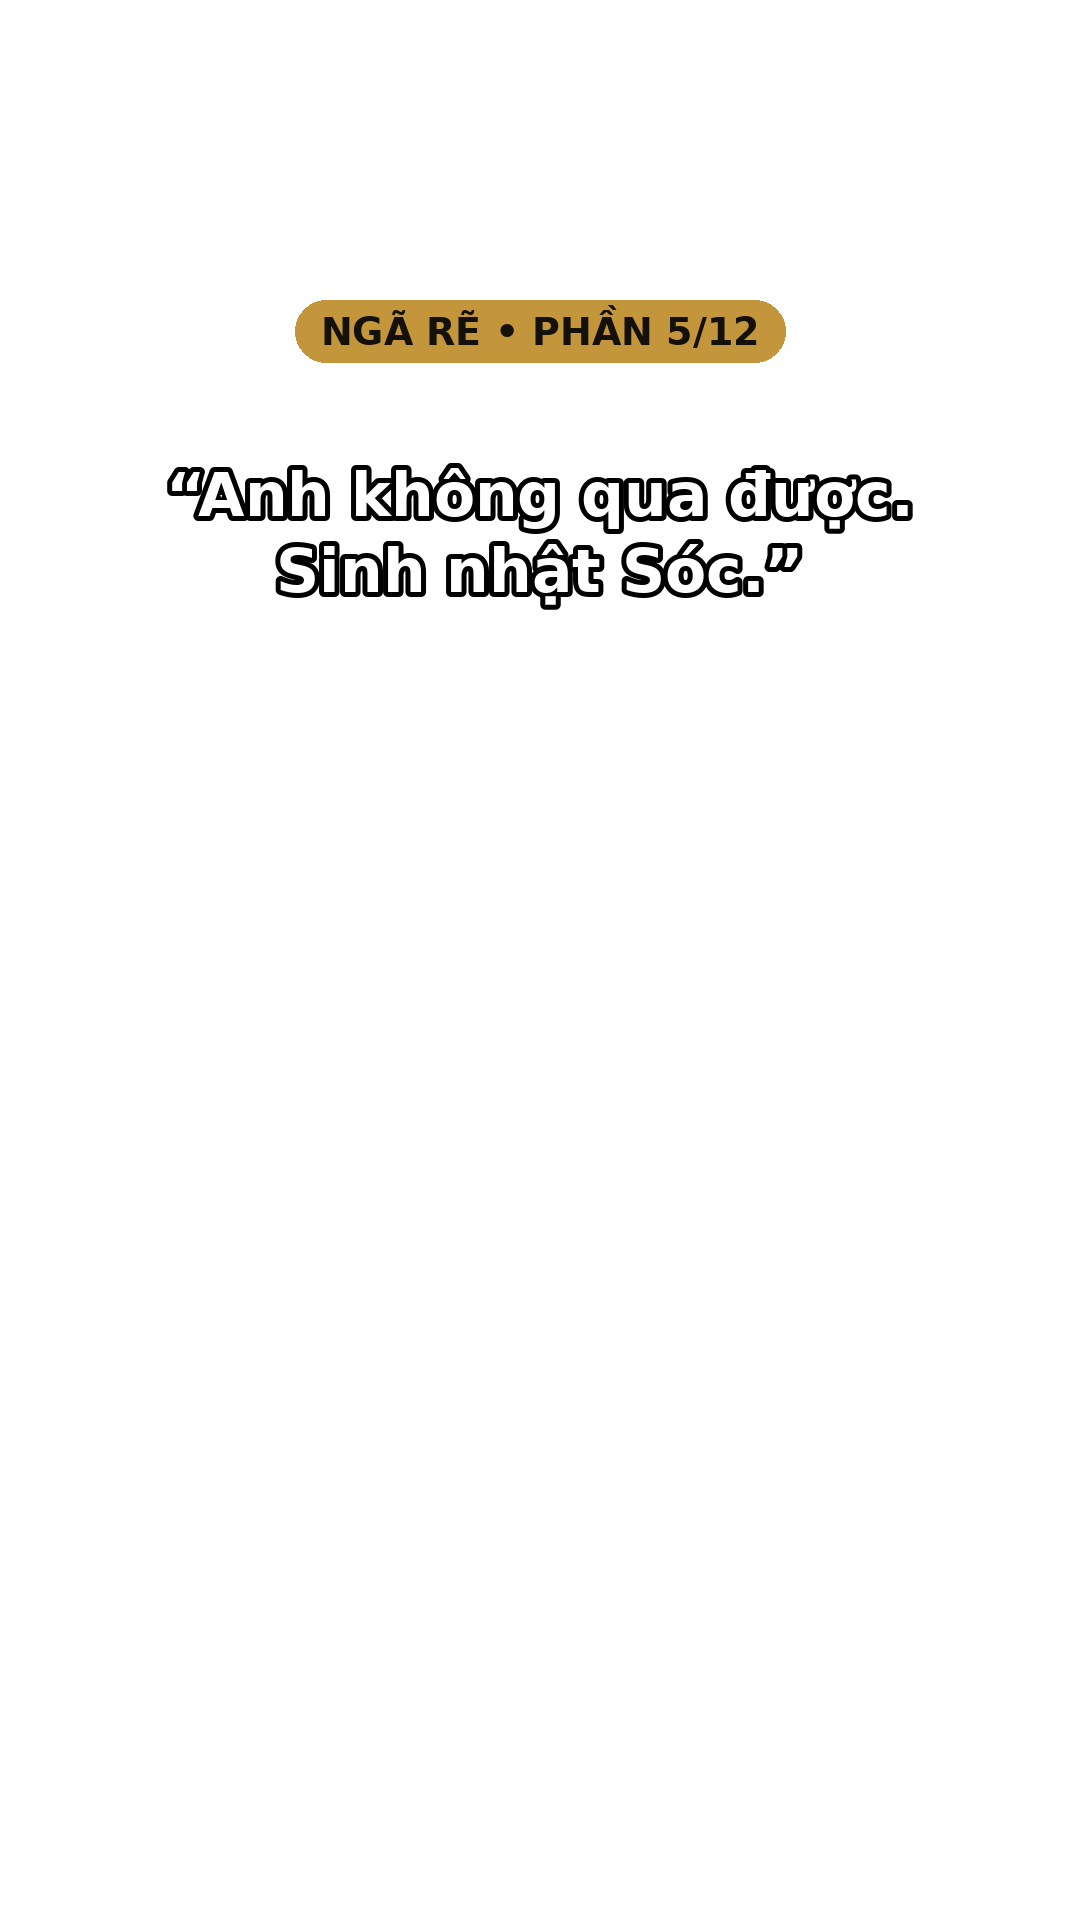 NGÃ RẼ • PHẦN 5/12
“Anh không qua được.
Sinh nhật Sóc.”